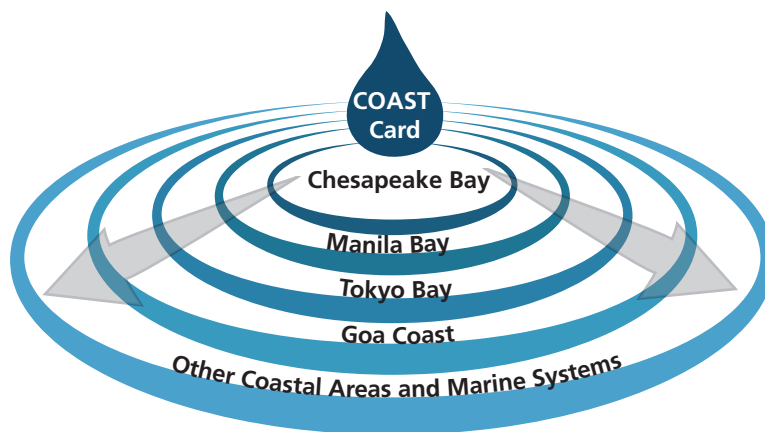 COAST
Card
Chesapeake Bay
Manila Bay
Tokyo Bay
Goa Coast
Other Coastal Areas and Marine Systems